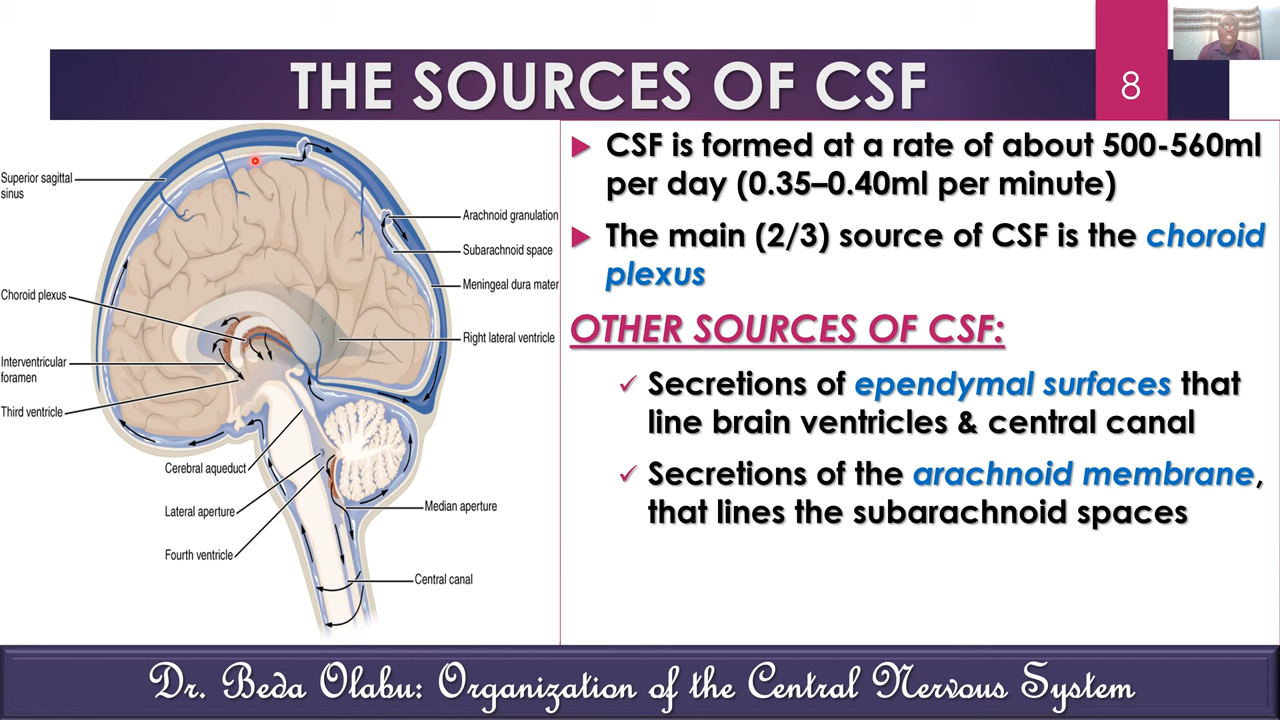 THE SOURCES OF CSF
8
Superior sagittal
sinus
Choroid plexus
Interventricular
foramen
Third ventricle
Cerebral aqueduct
Lateral aperture
Fourth ventricle
Arachnoid granulation
Subarachnoid space
Meningeal dura mater
Right lateral ventricle
Median aperture
Central canal
CSF is formed at a rate of about 500-560ml
per day (0.35–0.40ml per minute)
The main (2/3) source of CSF is the choroid
plexus
OTHER SOURCES OF CSF:
✓ Secretions of ependymal surfaces that
line brain ventricles & central canal
✓ Secretions of the arachnoid membrane,
that lines the subarachnoid spaces
Dr. Beda Olabu: Organization of the Central Nervous System